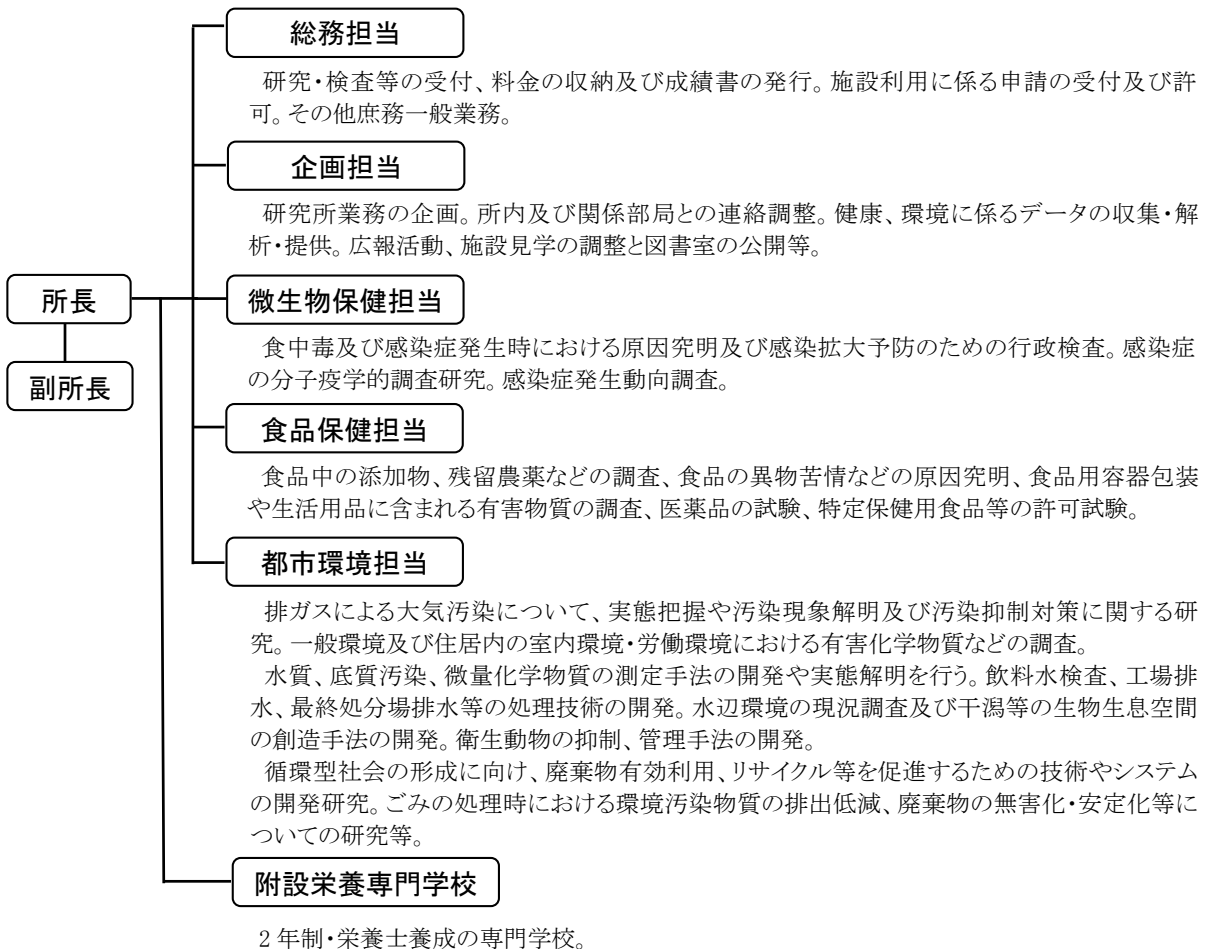 総務担当
研究・検査等の受付、料金の収納及び成績書の発行。施設利用に係る申請の受付及び許
可。その他庶務一般業務。
企画担当
研究所業務の企画。所内及び関係部局との連絡調整。健康、環境に係るデータの収集・解
析・提供。広報活動、施設見学の調整と図書室の公開等。
所長
副所長
微生物保健担当
食中毒及び感染症発生時における原因究明及び感染拡大予防のための行政検査。感染症
の分子疫学的調査研究。感染症発生動向調査。
食品保健担当
食品中の添加物、残留農薬などの調査、食品の異物苦情などの原因究明、食品用容器包装
や生活用品に含まれる有害物質の調査、医薬品の試験、特定保健用食品等の許可試験。
都市環境担当
排ガスによる大気汚染について、実態把握や汚染現象解明及び汚染抑制対策に関する研
究。一般環境及び住居内の室内環境・労働環境における有害化学物質などの調査。
水質、底質汚染、微量化学物質の測定手法の開発や実態解明を行う。飲料水検査、工場排
水、最終処分場排水等の処理技術の開発。水辺環境の現況調査及び干潟等の生物生息空間
の創造手法の開発。衛生動物の抑制、管理手法の開発。
循環型社会の形成に向け、廃棄物有効利用、リサイクル等を促進するための技術やシステム
の開発研究。ごみの処理時における環境汚染物質の排出低減、廃棄物の無害化・安定化等に
ついての研究等。
附設栄養専門学校
2 年制・栄養士養成の専門学校。